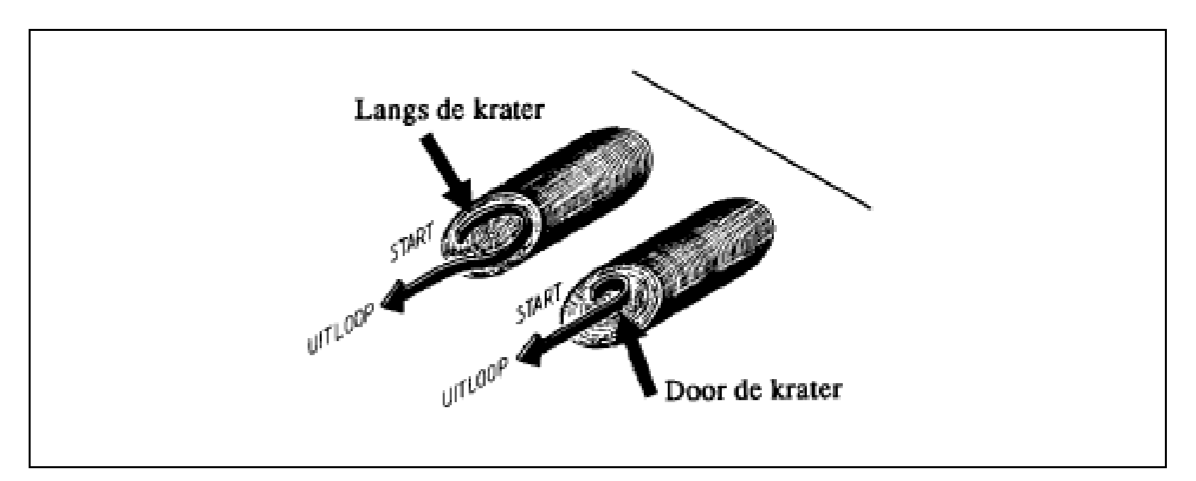 Langs de krater
START
UITLOOP
START
UITLOOP
Door de krater